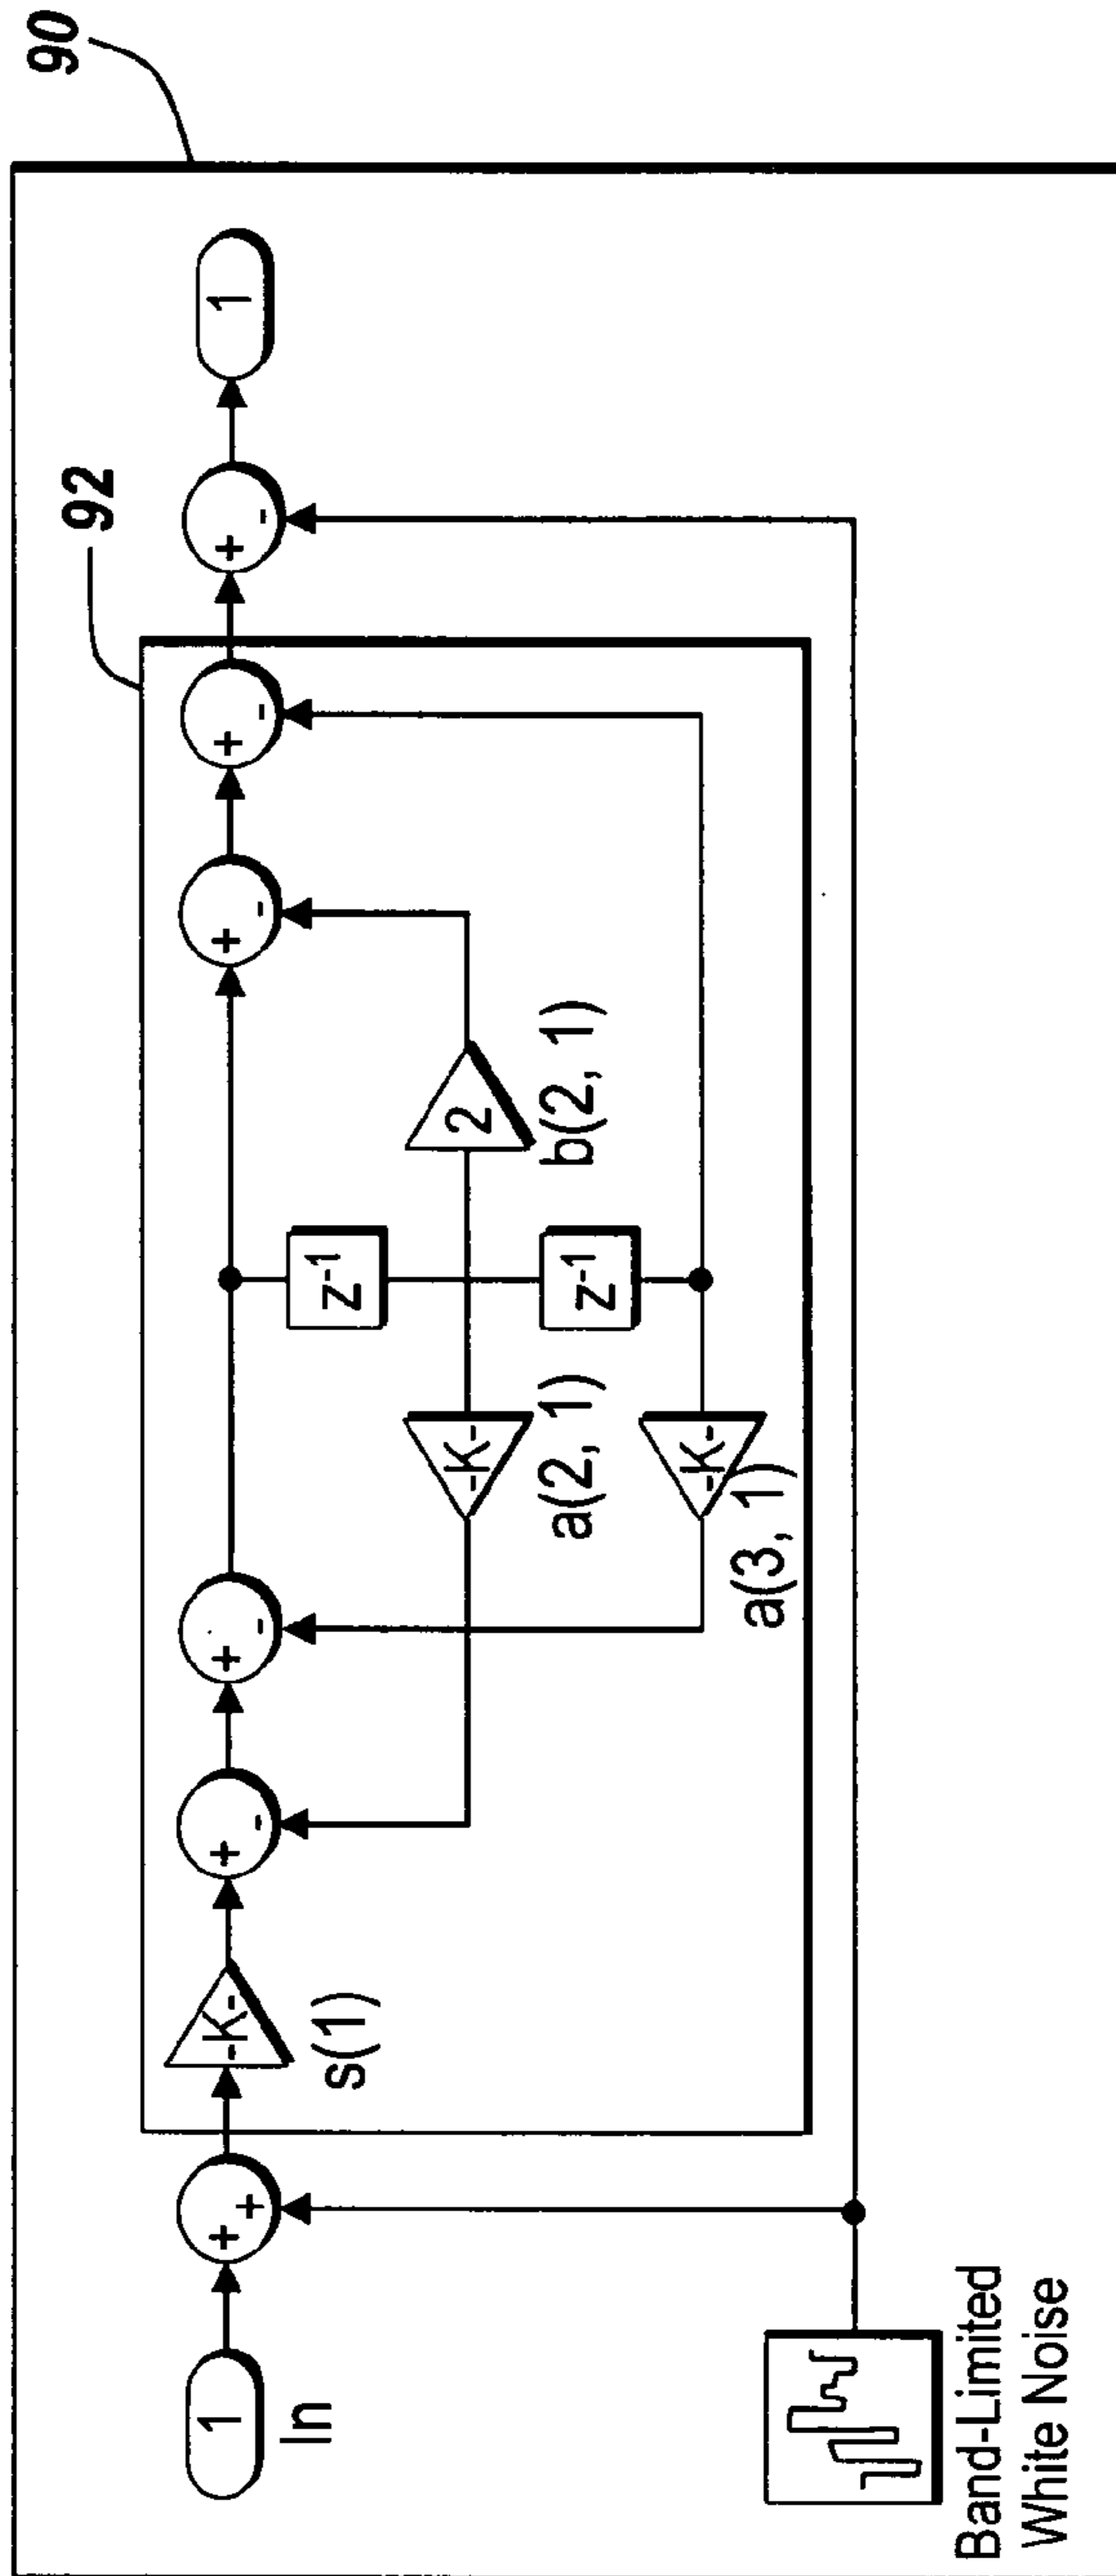 90
92
1
In
+
+
-K-
s(1)
+
-
+
-
Z-1
Z-1
-K-
a(2, 1)
2
b(2, 1)
-K-
a(3, 1)
+
-
+
-
+
-
1
Band-Limited
White Noise